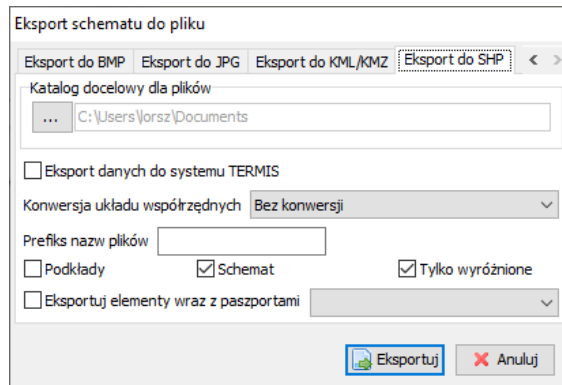 Eksport schematu do pliku
Eksport do BMP Eksport do JPG Eksport do KML/KMZ Eksport do SHP < >
Katalog docelowy dla plików
... C:\Users\lorsz\Documents
Eksport danych do systemu TERMIS
Konwersja układu współrzędnych Bez konwersji
Prefiks nazw plików
Podkłady Schemat Tylko wyróżnione
Eksportuj elementy wraz z paszportami
Eksportuj Anuluj